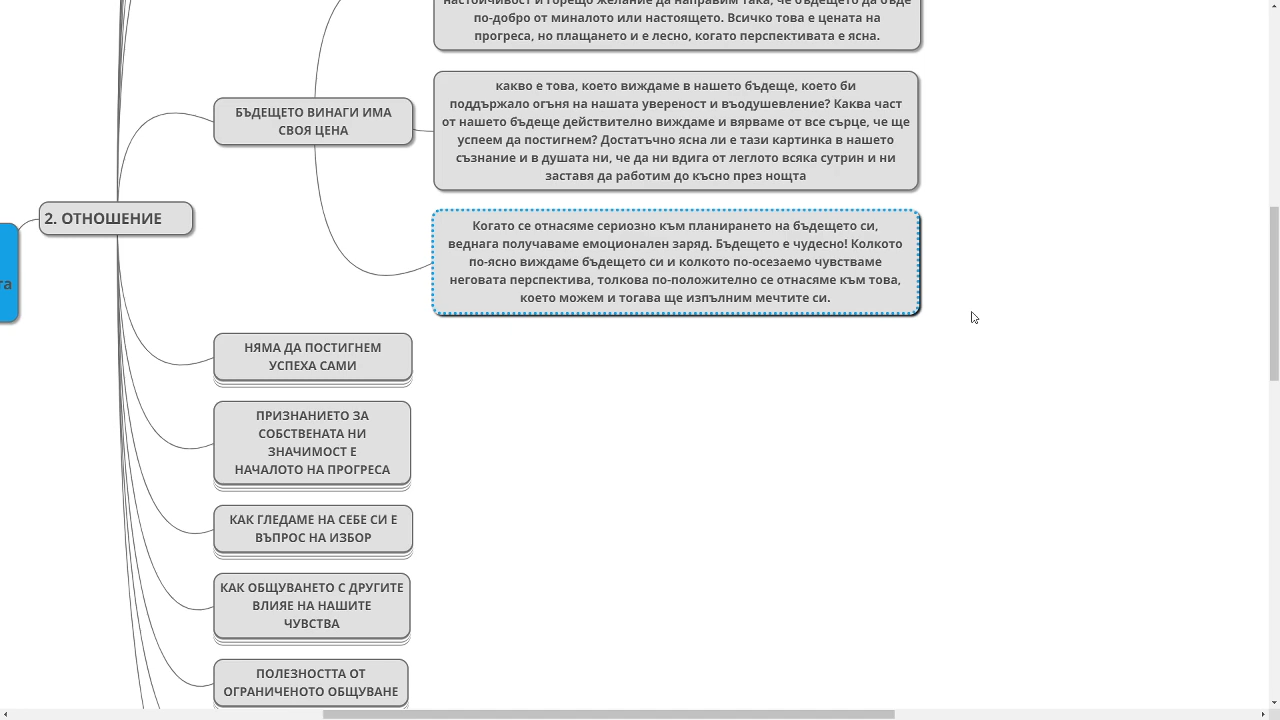 настойчивост и горещо желание да направим така, че бъдещето да бъде
по-добро от миналото или настоящето. Всичко това е цената на
прогреса, но плащането и е лесно, когато перспективата е ясна.
БЪДЕЩЕТО ВИНАГИ ИМА
СВОЯ ЦЕНА
какво е това, което виждаме в нашето бъдеще, което би
поддържало огъня на нашата увереност и въодушевление? Каква част
от нашето бъдеще действително виждаме и вярваме от все сърце, че ще
успеем да постигнем? Достатъчно ясна ли е тази картинка в нашето
съзнание и в душата ни, че да ни вдига от леглото всяка сутрин и ни
заставя да работим до късно през нощта
2. ОТНОШЕНИЕ
Когато се отнасяме сериозно към планирането на бъдещето си,
веднага получаваме емоционален заряд. Бъдещето е чудесно! Колкото
по-ясно виждаме бъдещето си и колкото по-осезаемо чувстваме
неговата перспектива, толкова по-положително се отнасяме към това,
което можем и тогава ще изпълним мечтите си.
та
НЯМА ДА ПОСТИГНЕМ
УСПЕХА САМИ
ПРИЗНАНИЕТО ЗА
СОБСТВЕНАТА НИ
ЗНАЧИМОСТ Е
НАЧАЛОТО НА ПРОГРЕСА
КАК ГЛЕДАМЕ НА СЕБЕ СИ Е
ВЪПРОС НА ИЗБОР
КАК ОБЩУВАНЕТО С ДРУГИТЕ
ВЛИЯЕ НА НАШИТЕ
ЧУВСТВА
ПОЛЕЗНОСТТА ОТ
ОГРАНИЧЕНОТО ОБЩУВАНЕ